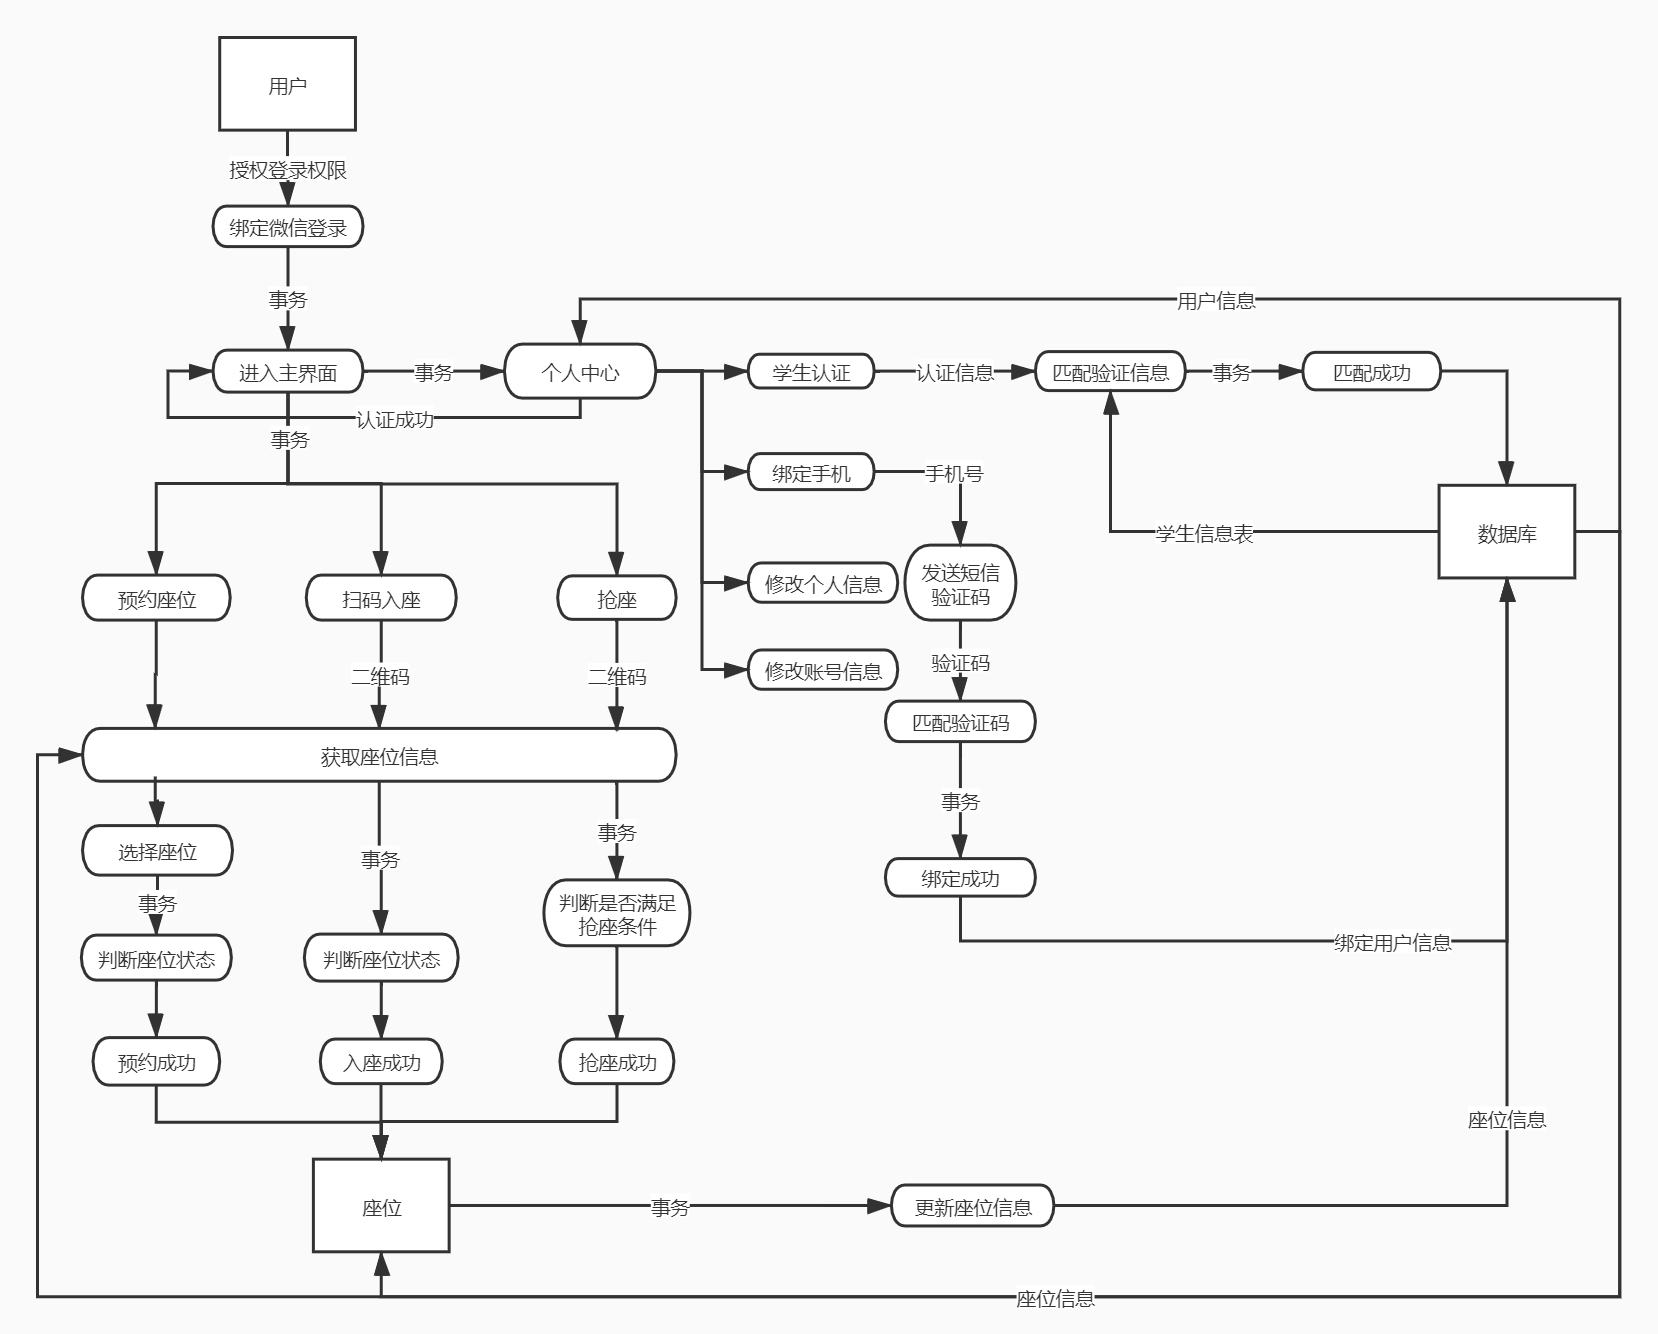 用户
授权登录权限
绑定微信登录
事务
用户信息
进入主界面
事务
个人中心
学生认证
认证信息
匹配验证信息
事务
匹配成功
认证成功
事务
绑定手机
手机号
学生信息表
数据库
预约座位
扫码入座
抢座
修改个人信息
发送短信
验证码
二维码
二维码
修改账号信息
验证码
匹配验证码
获取座位信息
事务
选择座位
事务
事务
绑定成功
事务
判断是否满足
抢座条件
绑定用户信息
判断座位状态
判断座位状态
预约成功
入座成功
抢座成功
座位信息
座位
事务
更新座位信息
座位信息